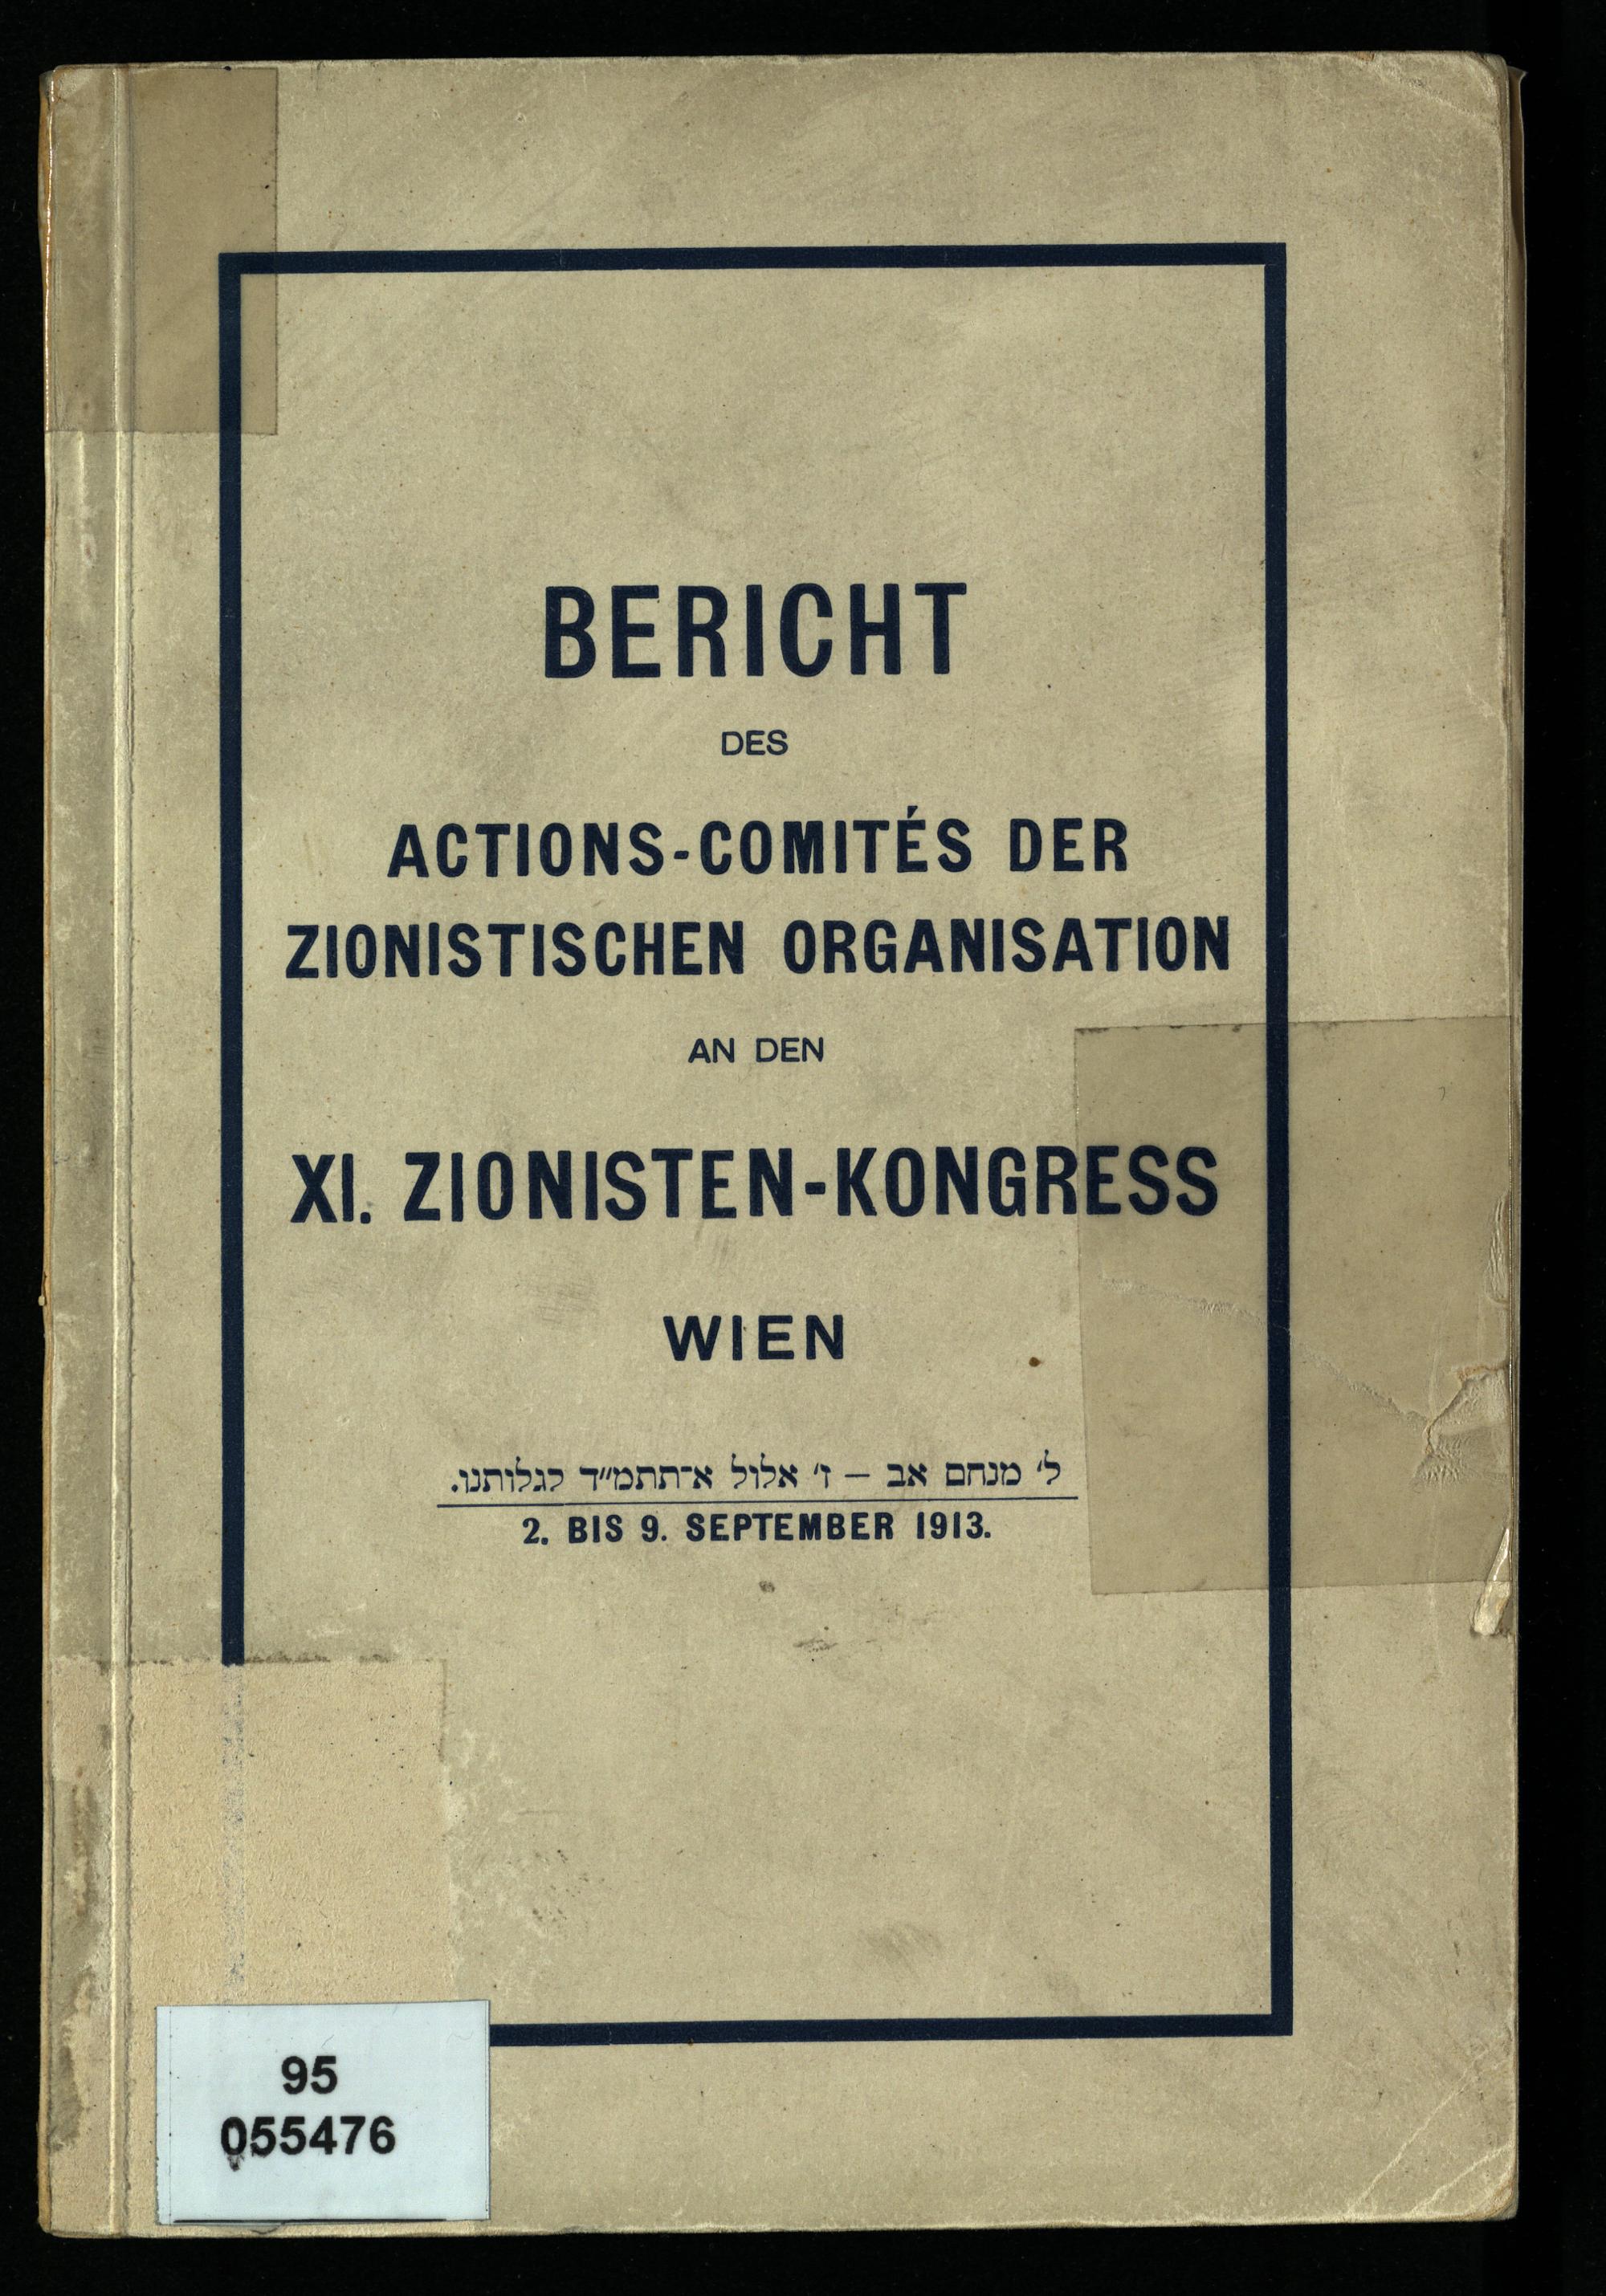 BERICHT
DES
ACTIONS-COMITÉS DER
ZIONISTISCHEN ORGANISATION
AN DEN
XI. ZIONISTEN-KONGRESS
WIEN
ל׳ מנחם אב — ז׳ אלול א־תתמ״ד לגלותנו.
2. BIS 9. SEPTEMBER 1913.
95
055476